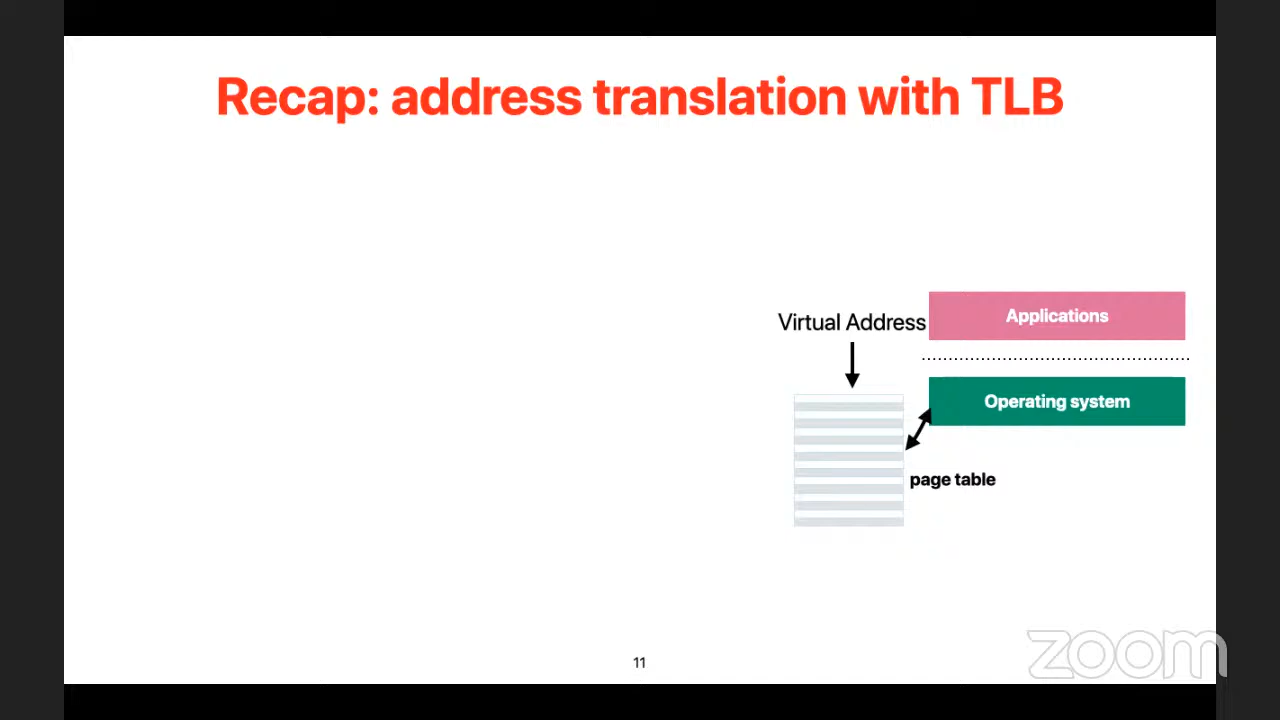 Recap: address translation with TLB
Virtual Address
Applications
Operating system
page table
11
zoom